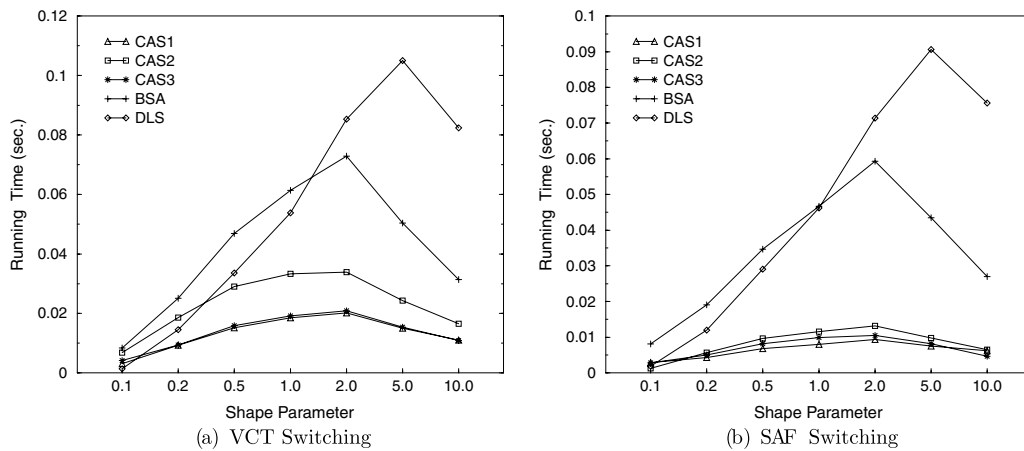 0.12
0.1
0.08
0.06
0.04
0.02
0
Running Time (sec.)
CAS1
CAS2
CAS3
BSA
DLS
0.1 0.2 0.5 1.0 2.0 5.0 10.0
Shape Parameter
(a) VCT Switching
0.1
0.09
0.08
0.07
0.06
0.05
0.04
0.03
0.02
0.01
0
Running Time (sec.)
CAS1
CAS2
CAS3
BSA
DLS
0.1 0.2 0.5 1.0 2.0 5.0 10.0
Shape Parameter
(b) SAF Switching